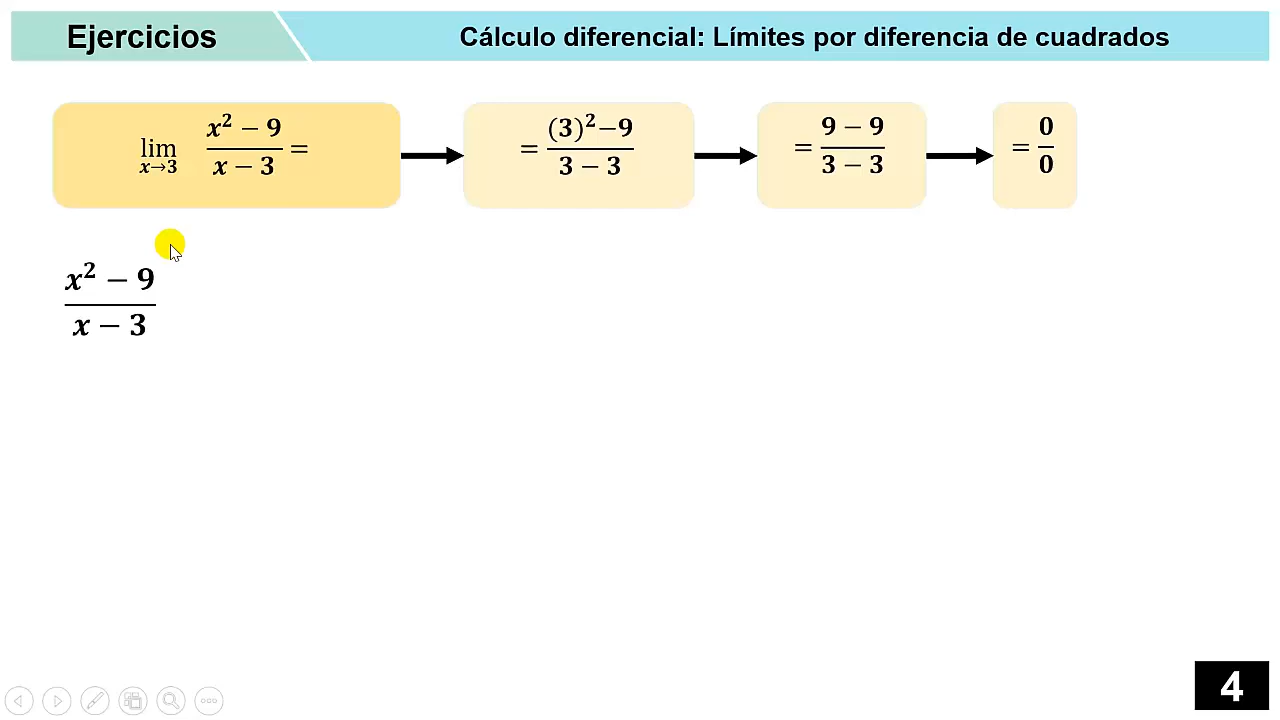 Ejercicios
Cálculo diferencial: Límites por diferencia de cuadrados
lim x→3 (x² − 9)/(x − 3) =
= ((3)² − 9)/(3 − 3)
= (9 − 9)/(3 − 3)
= 0/0
(x² − 9)/(x − 3)
4